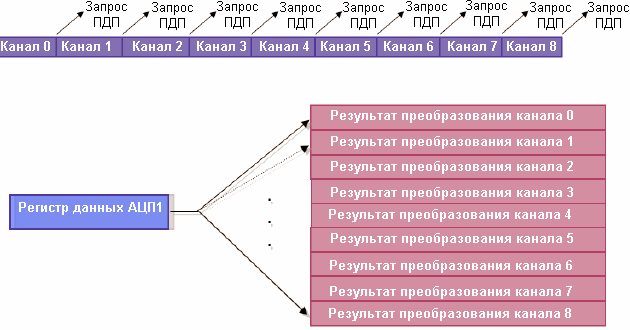 Запрос ПДП
Запрос ПДП
Запрос ПДП
Запрос ПДП
Запрос ПДП
Запрос ПДП
Запрос ПДП
Запрос ПДП
Запрос ПДП
Канал 0 Канал 1 Канал 2 Канал 3 Канал 4 Канал 5 Канал 6 Канал 7 Канал 8
Результат преобразования канала 0
Результат преобразования канала 1
Результат преобразования канала 2
Результат преобразования канала 3
Регистр данных АЦП1
Результат преобразования канала 4
Результат преобразования канала 5
Результат преобразования канала 6
Результат преобразования канала 7
Результат преобразования канала 8